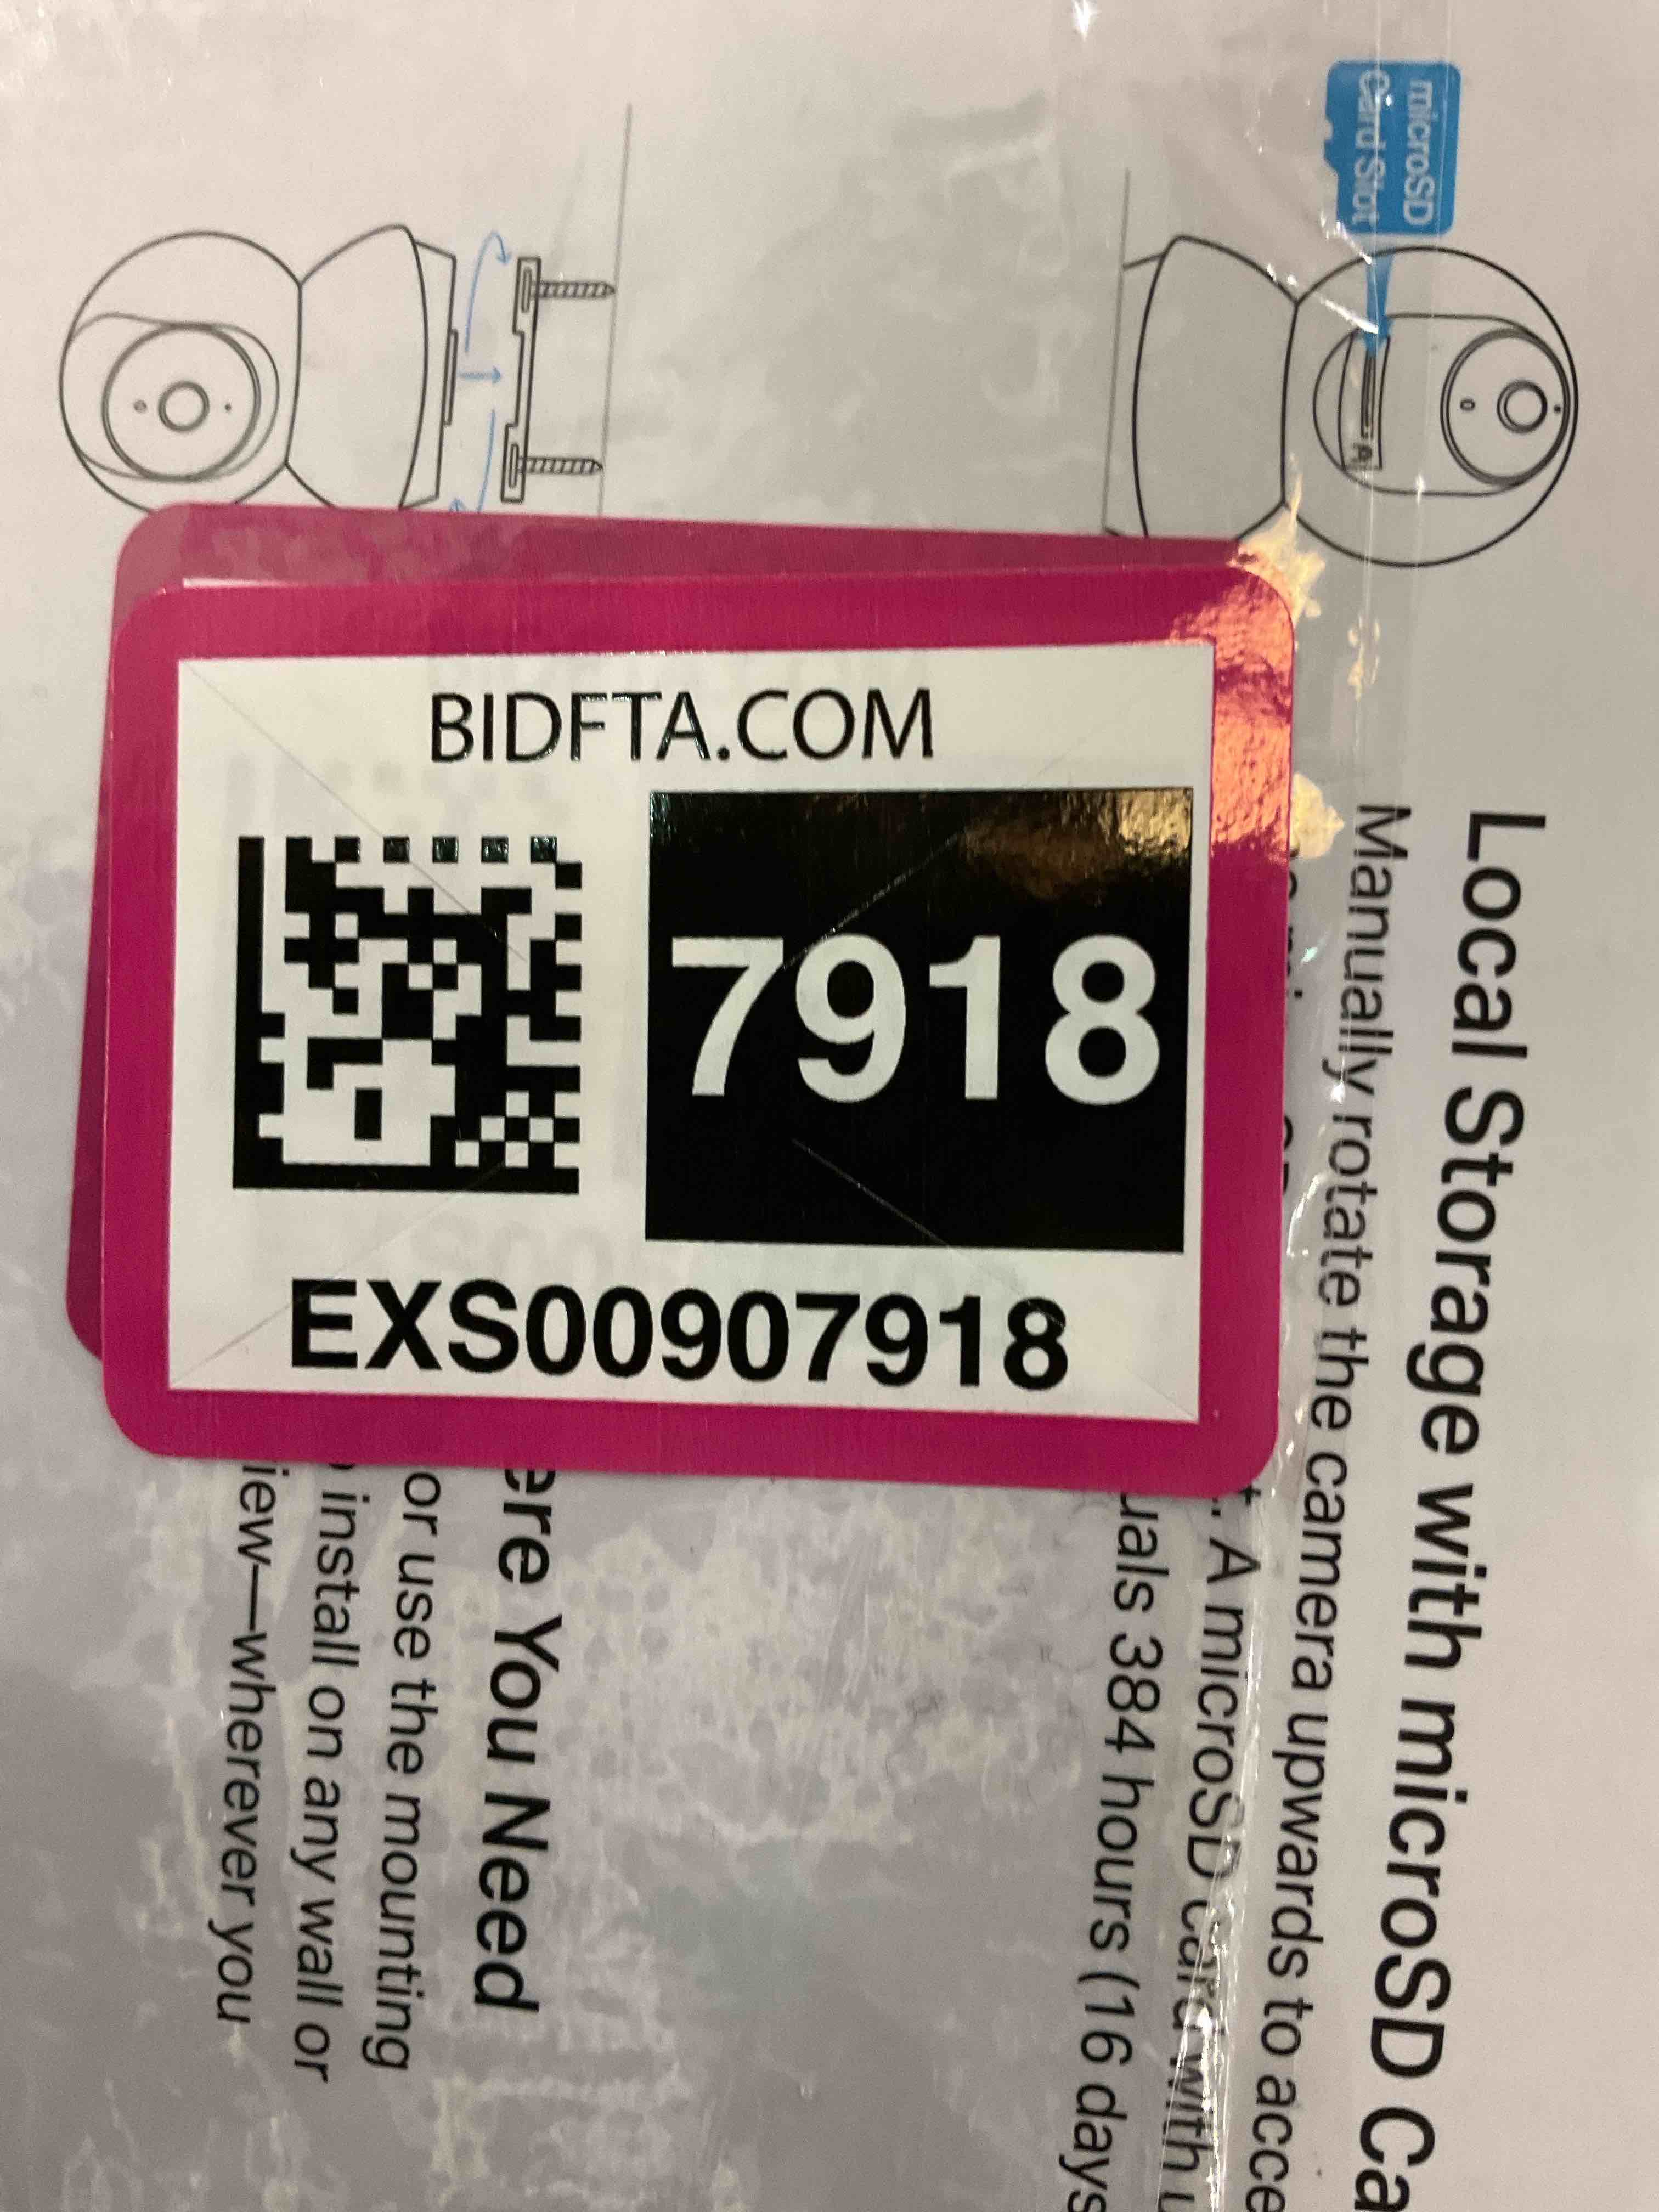 BIDFTA.COM
7918
EXS00907918
microSD
Card Slot
Local Storage with microSD Ca
Manually rotate the camera upwards to acce
t. A microSD card with u
uals 384 hours (16 days
ere You Need
or use the mounting
install on any wall or
iew—wherever you